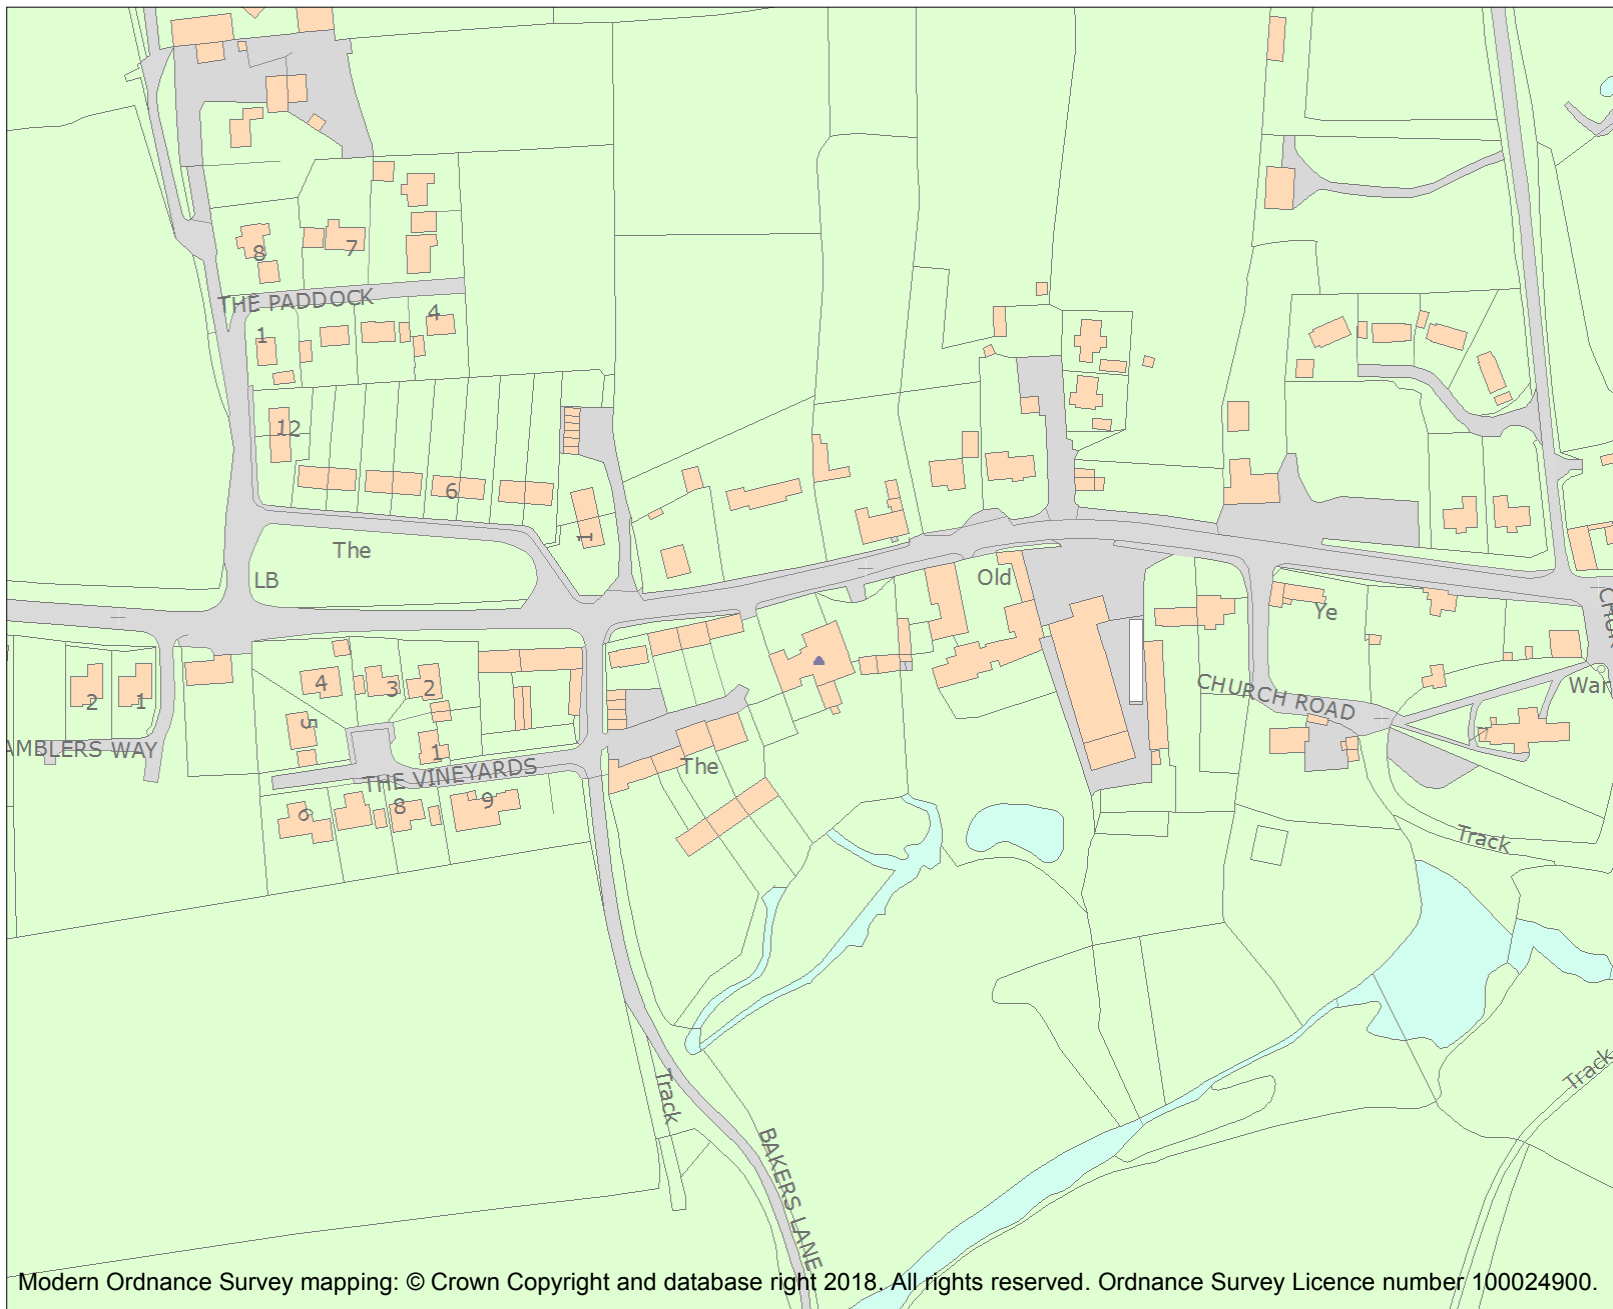 8
7
THE PADDOCK
4
1
12
6
1
The
LB
Old
Ye
2
1
4
3
2
5
1
CHURCH ROAD
War
AMBLERS WAY
THE VINEYARDS
The
6
8
9
7
Track
Track
Track
BAKERS LANE
Modern Ordnance Survey mapping: © Crown Copyright and database right 2018. All rights reserved. Ordnance Survey Licence number 100024900.